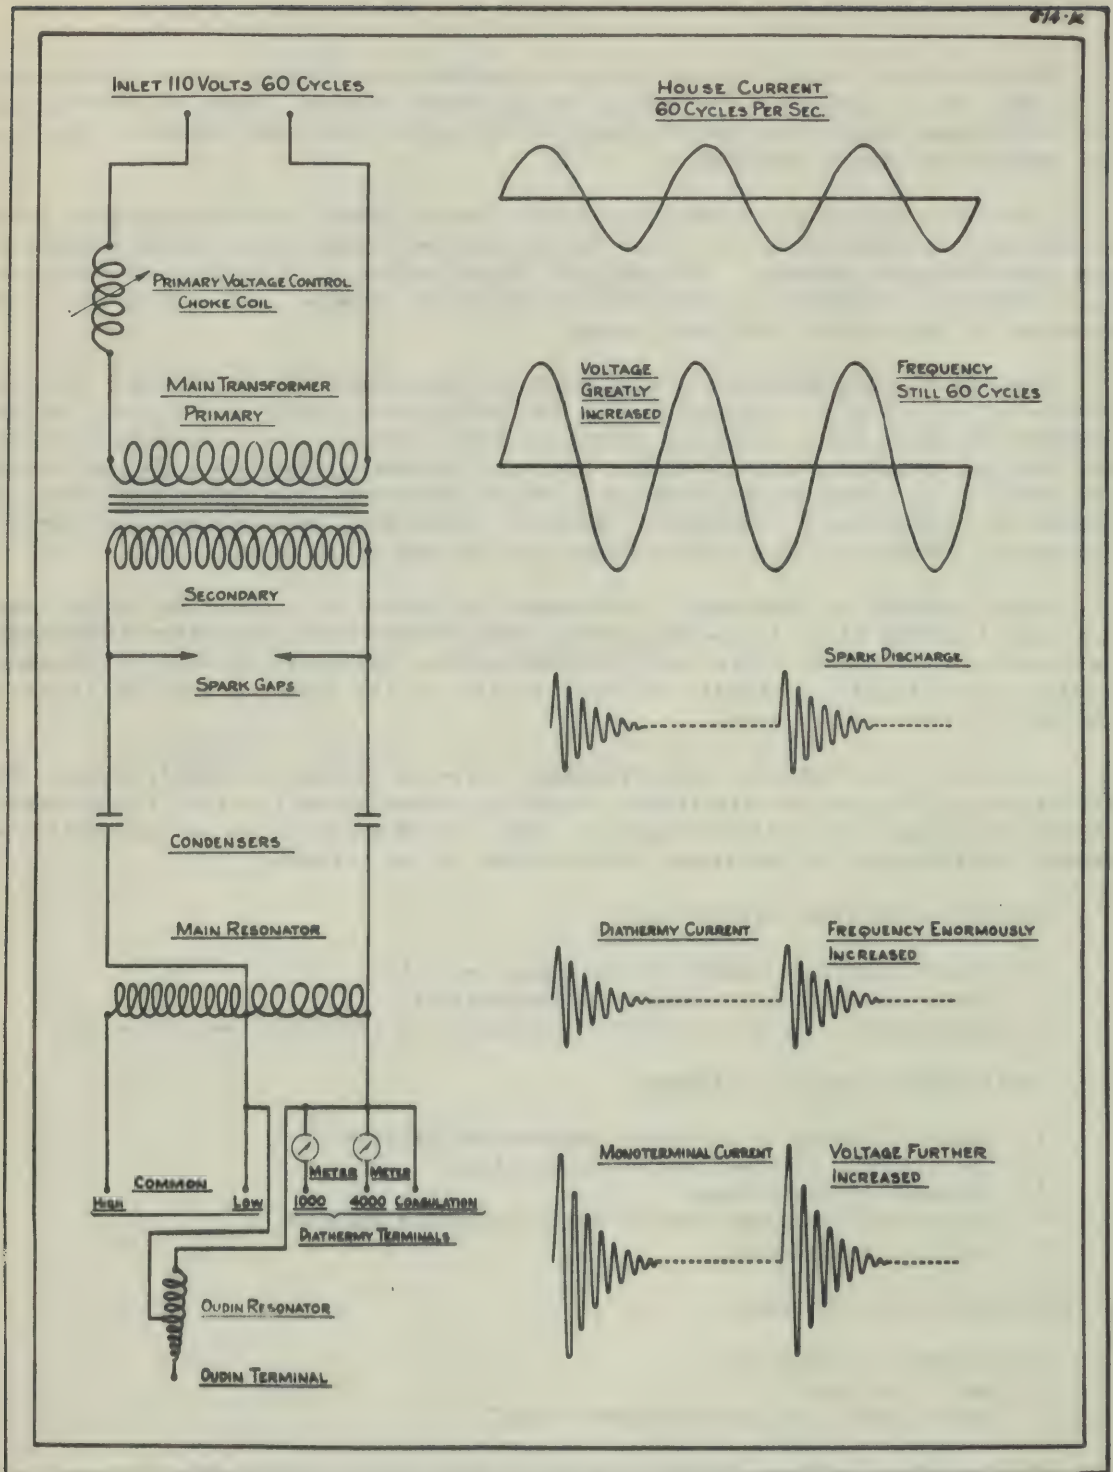 INLET 110 VOLTS 60 CYCLES
HOUSE CURRENT
60 CYCLES PER SEC.
PRIMARY VOLTAGE CONTROL
CHOKE COIL
MAIN TRANSFORMER
PRIMARY
VOLTAGE
GREATLY
INCREASED
FREQUENCY
STILL 60 CYCLES
SECONDARY
SPARK GAPS
SPARK DISCHARGE
CONDENSERS
MAIN RESONATOR
DIATHERMY CURRENT
FREQUENCY ENORMOUSLY
INCREASED
METER METER
COMMON
HIGH LOW 1000 4000 COAGULATION
DIATHERMY TERMINALS
MONOTERMINAL CURRENT
VOLTAGE FURTHER
INCREASED
OUDIN RESONATOR
OUDIN TERMINAL